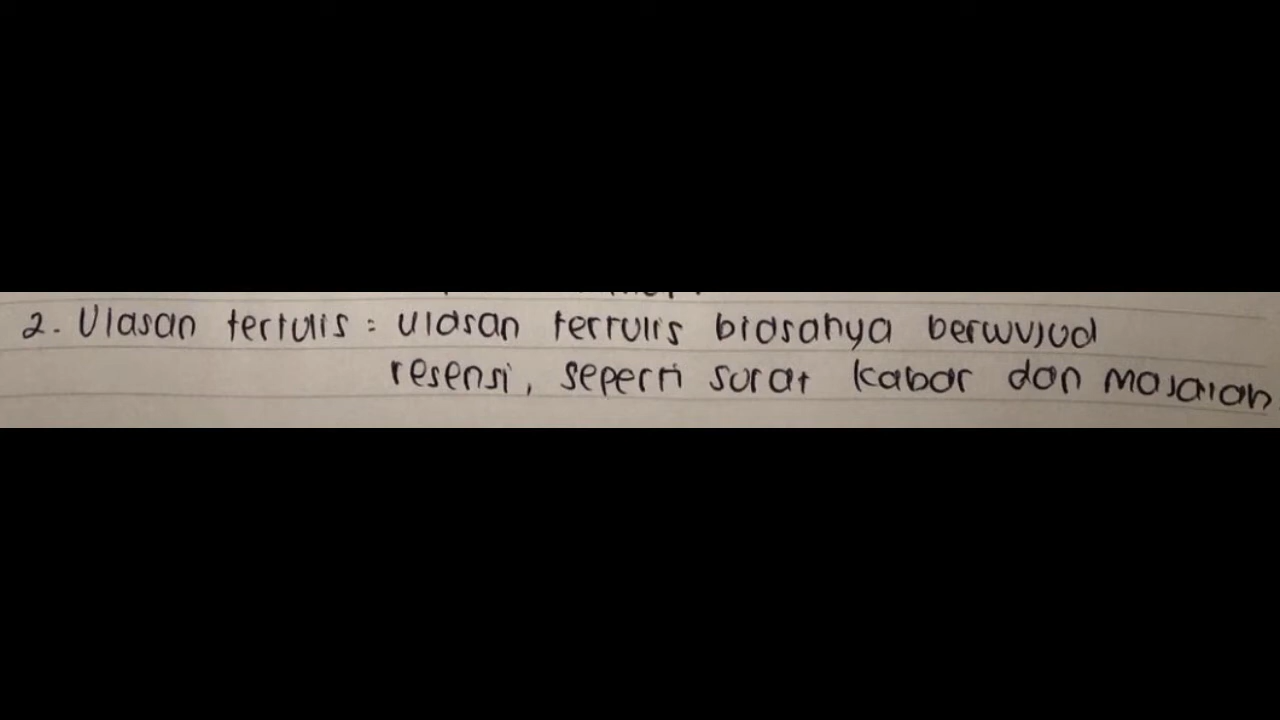 2. Ulasan tertulis : ulasan tertulis biasanya berwujud
resensi, seperti surat kabar dan majalah